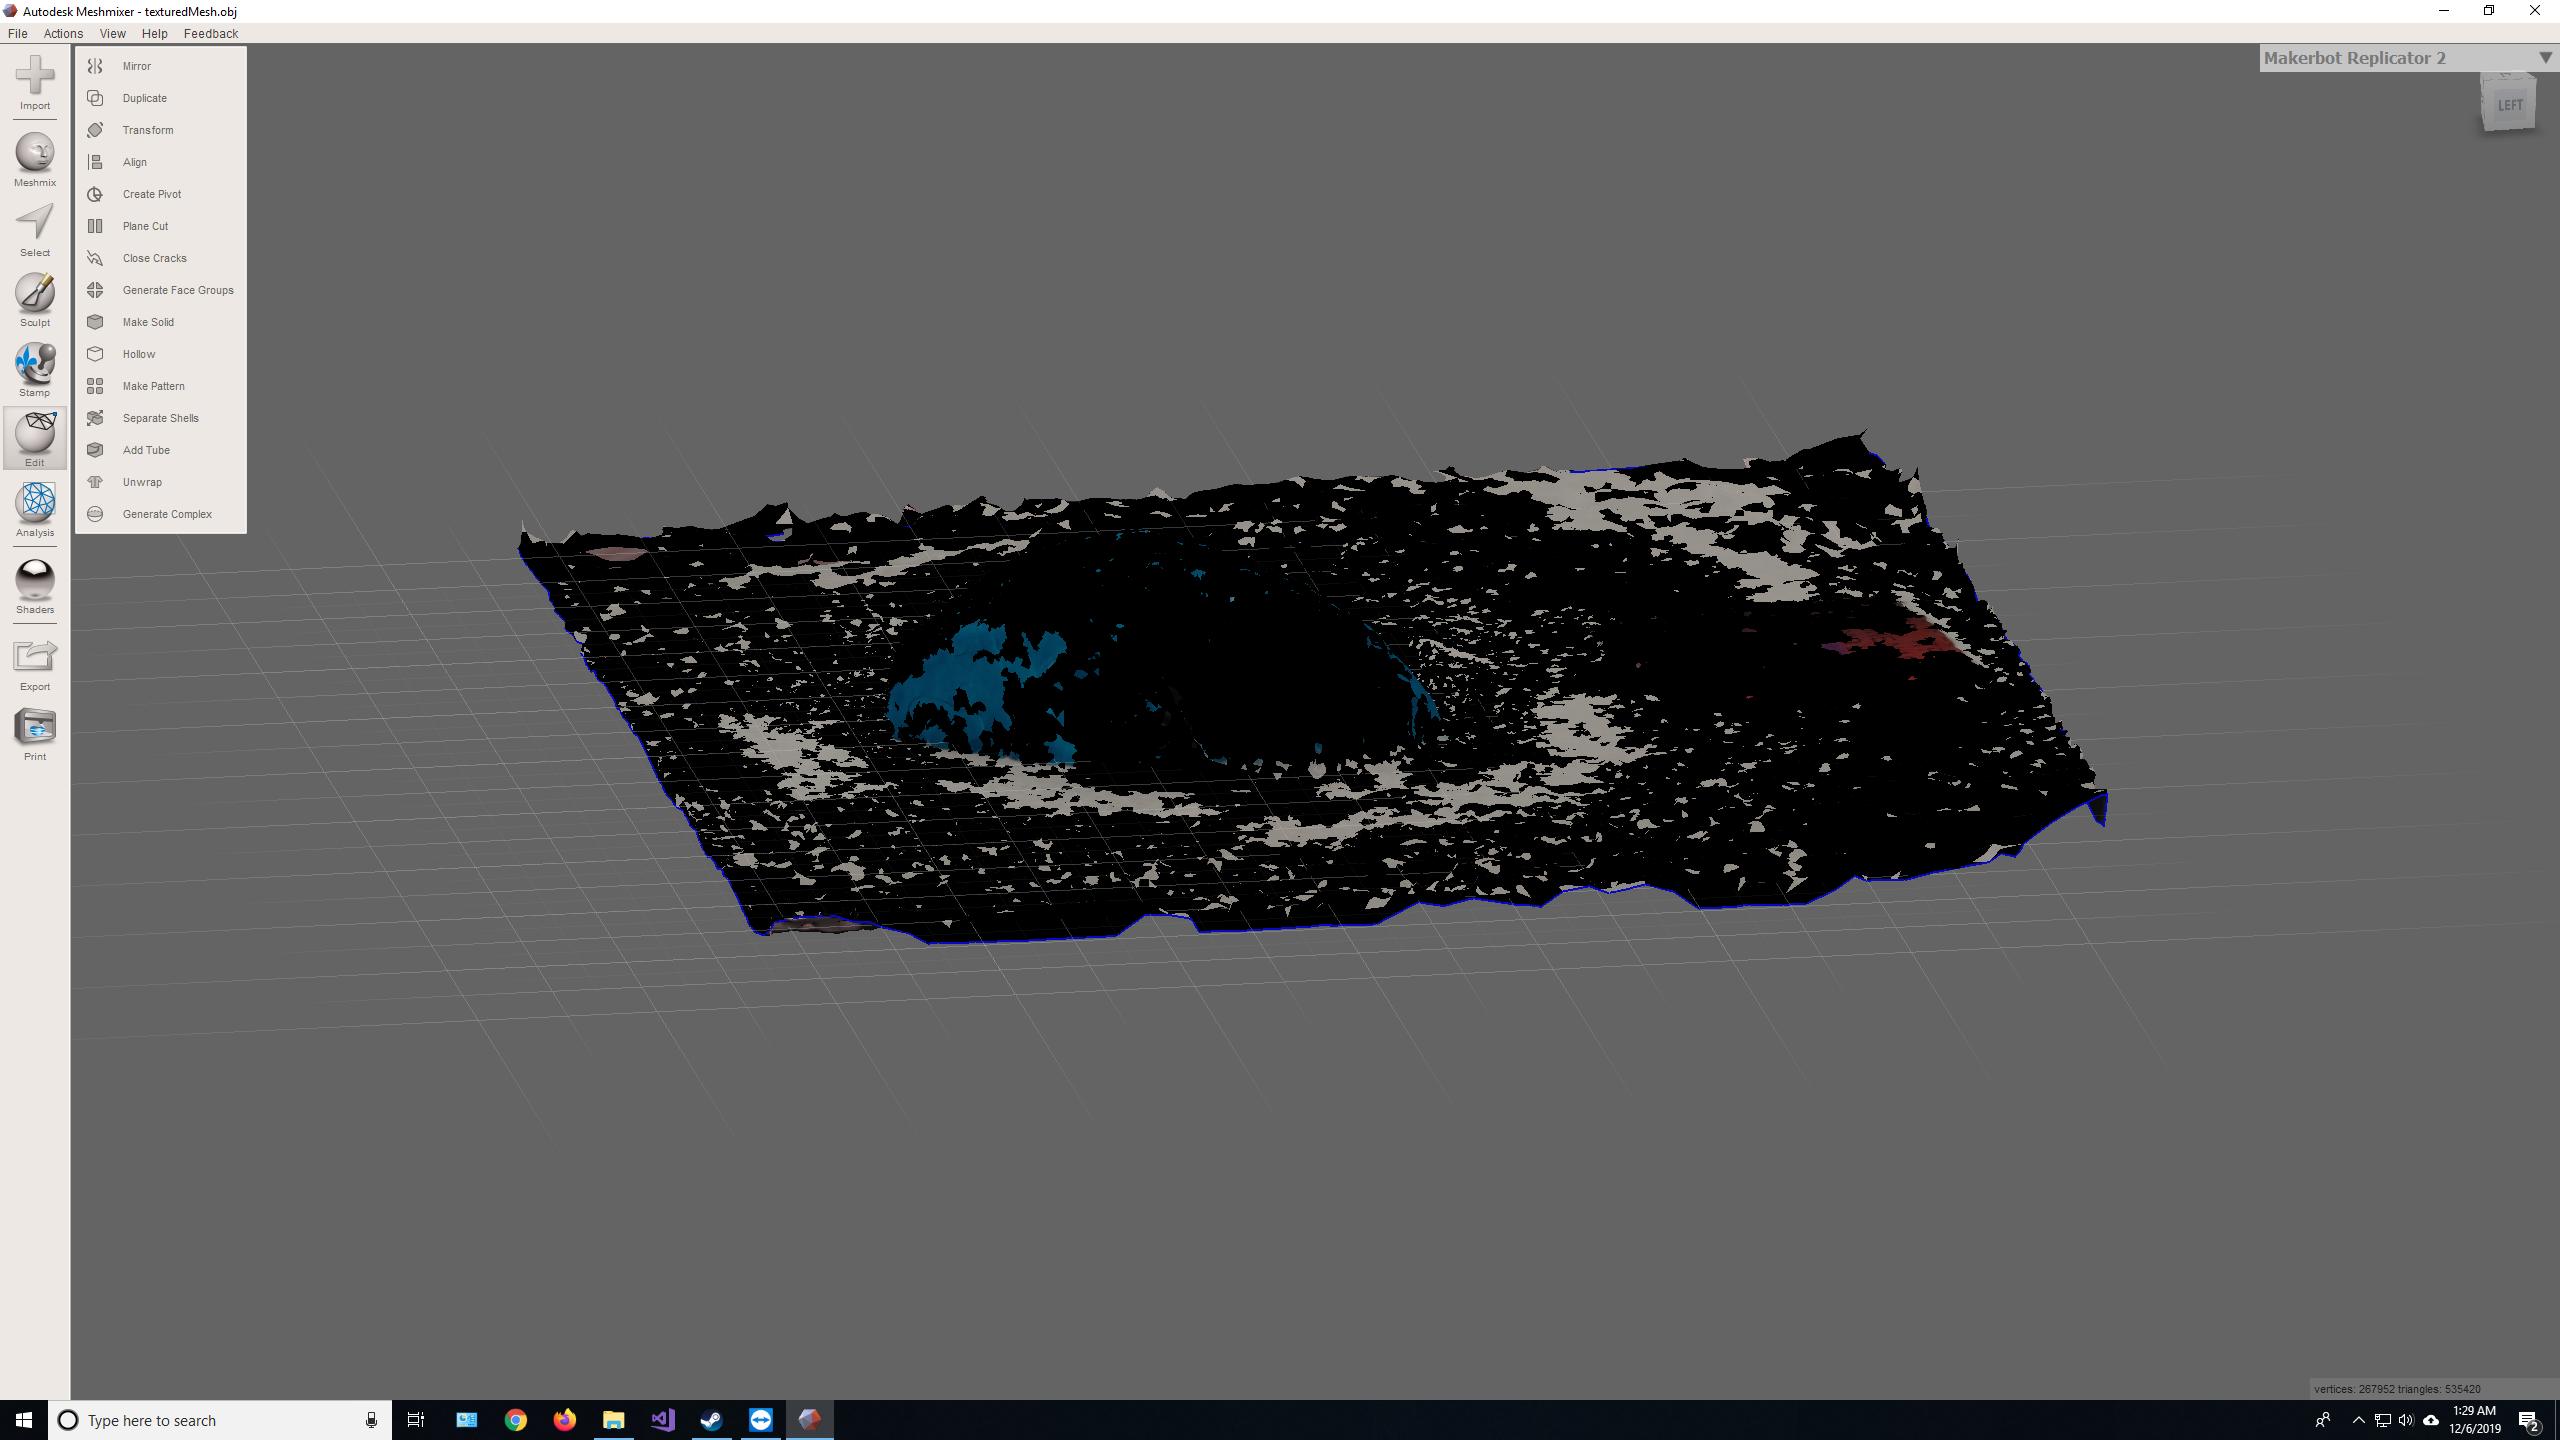 Autodesk Meshmixer - texturedMesh.obj
File Actions View Help Feedback
Import
Meshmix
Select
Sculpt
Stamp
Edit
Analysis
Shaders
Export
Print
Mirror
Duplicate
Transform
Align
Create Pivot
Plane Cut
Close Cracks
Generate Face Groups
Make Solid
Hollow
Make Pattern
Separate Shells
Add Tube
Unwrap
Generate Complex
Makerbot Replicator 2
LEFT
vertices: 267952 triangles: 535420
Type here to search
1:29 AM
12/6/2019
2